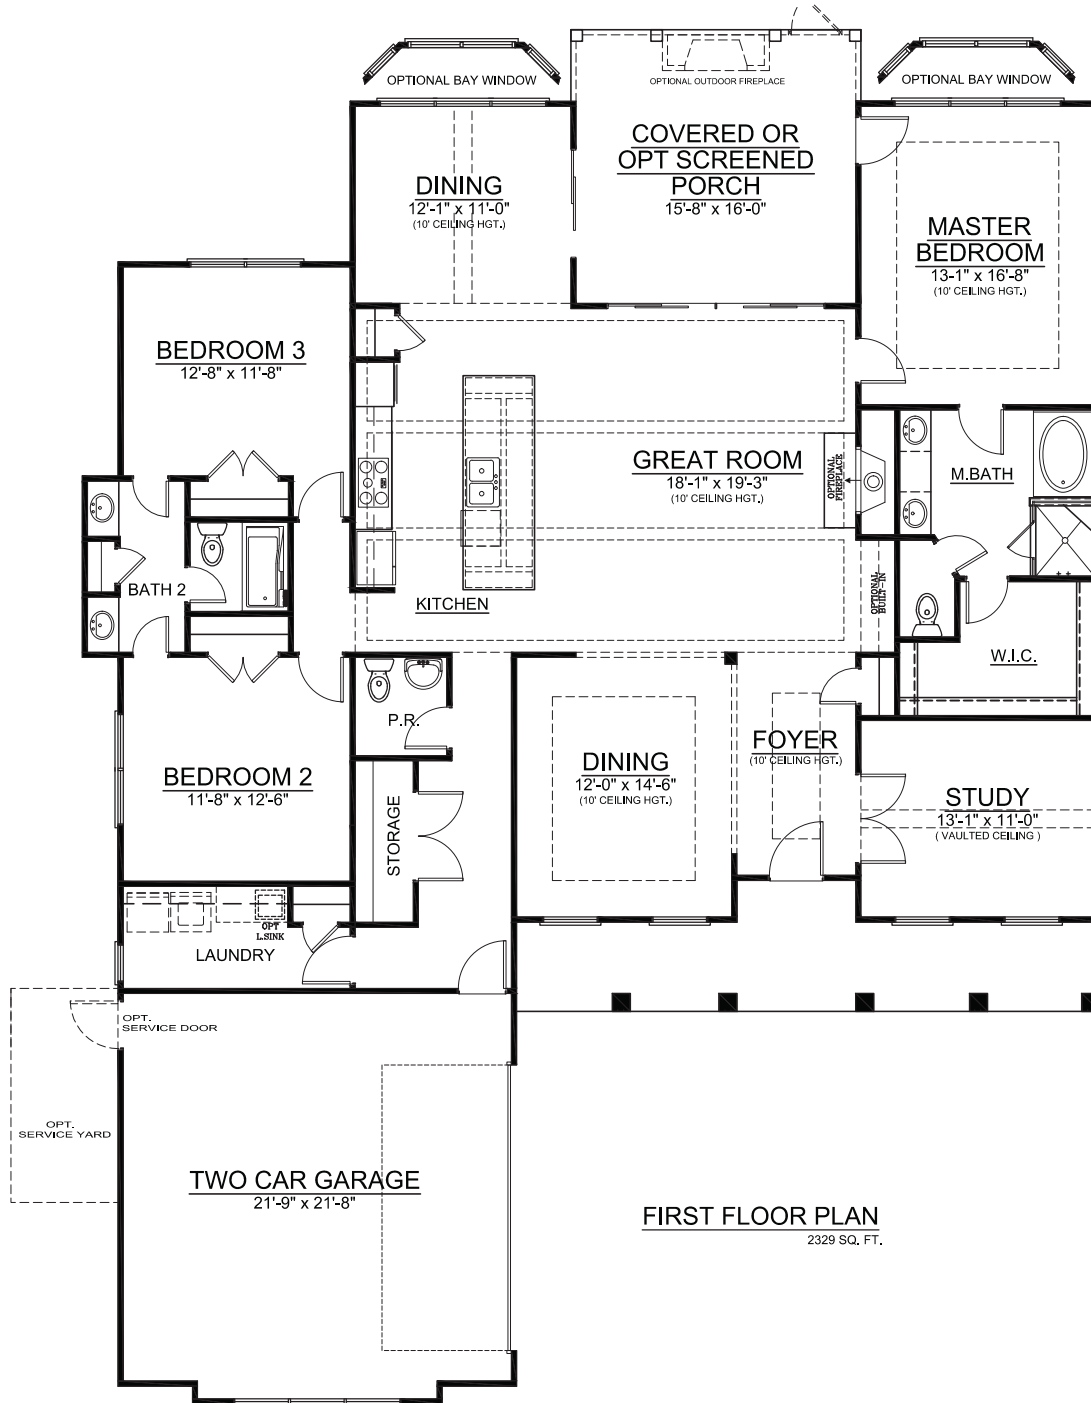 OPTIONAL BAY WINDOW
OPTIONAL OUTDOOR FIREPLACE
OPTIONAL BAY WINDOW
DINING
12'-1" x 11'-0"
(10' CEILING HGT.)
COVERED OR
OPT SCREENED
PORCH
15'-8" x 16'-0"
MASTER
BEDROOM
13-1" x 16'-8"
(10' CEILING HGT.)
BEDROOM 3
12'-8" x 11'-8"
GREAT ROOM
18'-1" x 19'-3"
(10' CEILING HGT.)
OPTIONAL
FIREPLACE
M.BATH
BATH 2
KITCHEN
OPTIONAL
BUILT-IN
W.I.C.
P.R.
BEDROOM 2
11'-8" x 12'-6"
STORAGE
DINING
12'-0" x 14'-6"
(10' CEILING HGT.)
FOYER
(10' CEILING HGT.)
STUDY
13'-1" x 11'-0"
( VAULTED CEILING )
OPT
L.SINK
LAUNDRY
OPT.
SERVICE DOOR
OPT.
SERVICE YARD
TWO CAR GARAGE
21'-9" x 21'-8"
FIRST FLOOR PLAN
2329 SQ. FT.